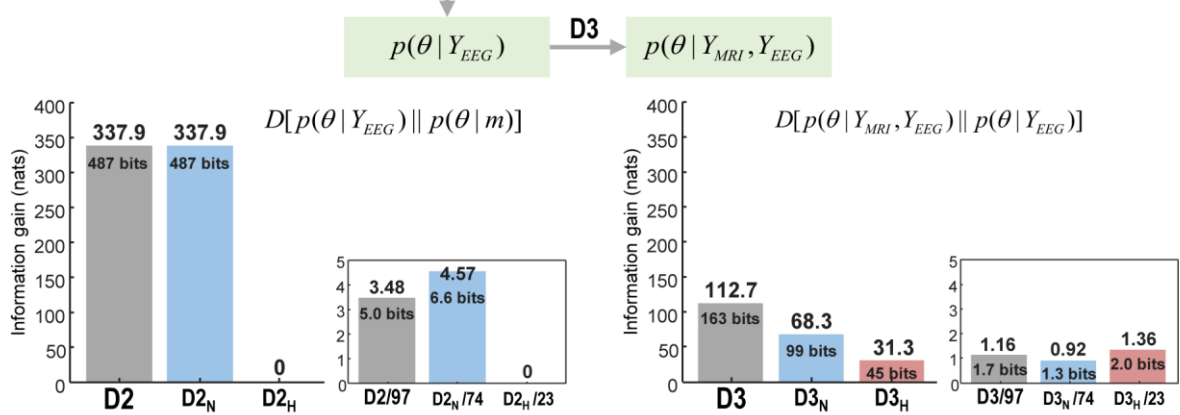 D3
p(θ | Y_EEG)
p(θ | Y_MRI, Y_EEG)
D[p(θ | Y_EEG) || p(θ | m)]
Information gain (nats)
400
350
300
250
200
150
100
50
0
337.9
487 bits
337.9
487 bits
0
D2
D2_N
D2_H
5
4
3
2
1
0
3.48
5.0 bits
4.57
6.6 bits
0
D2/97
D2_N/74
D2_H/23
D[p(θ | Y_MRI, Y_EEG) || p(θ | Y_EEG)]
Information gain (nats)
400
350
300
250
200
150
100
50
0
112.7
163 bits
68.3
99 bits
31.3
45 bits
D3
D3_N
D3_H
5
4
3
2
1
0
1.16
1.7 bits
0.92
1.3 bits
1.36
2.0 bits
D3/97
D3_N/74
D3_H/23